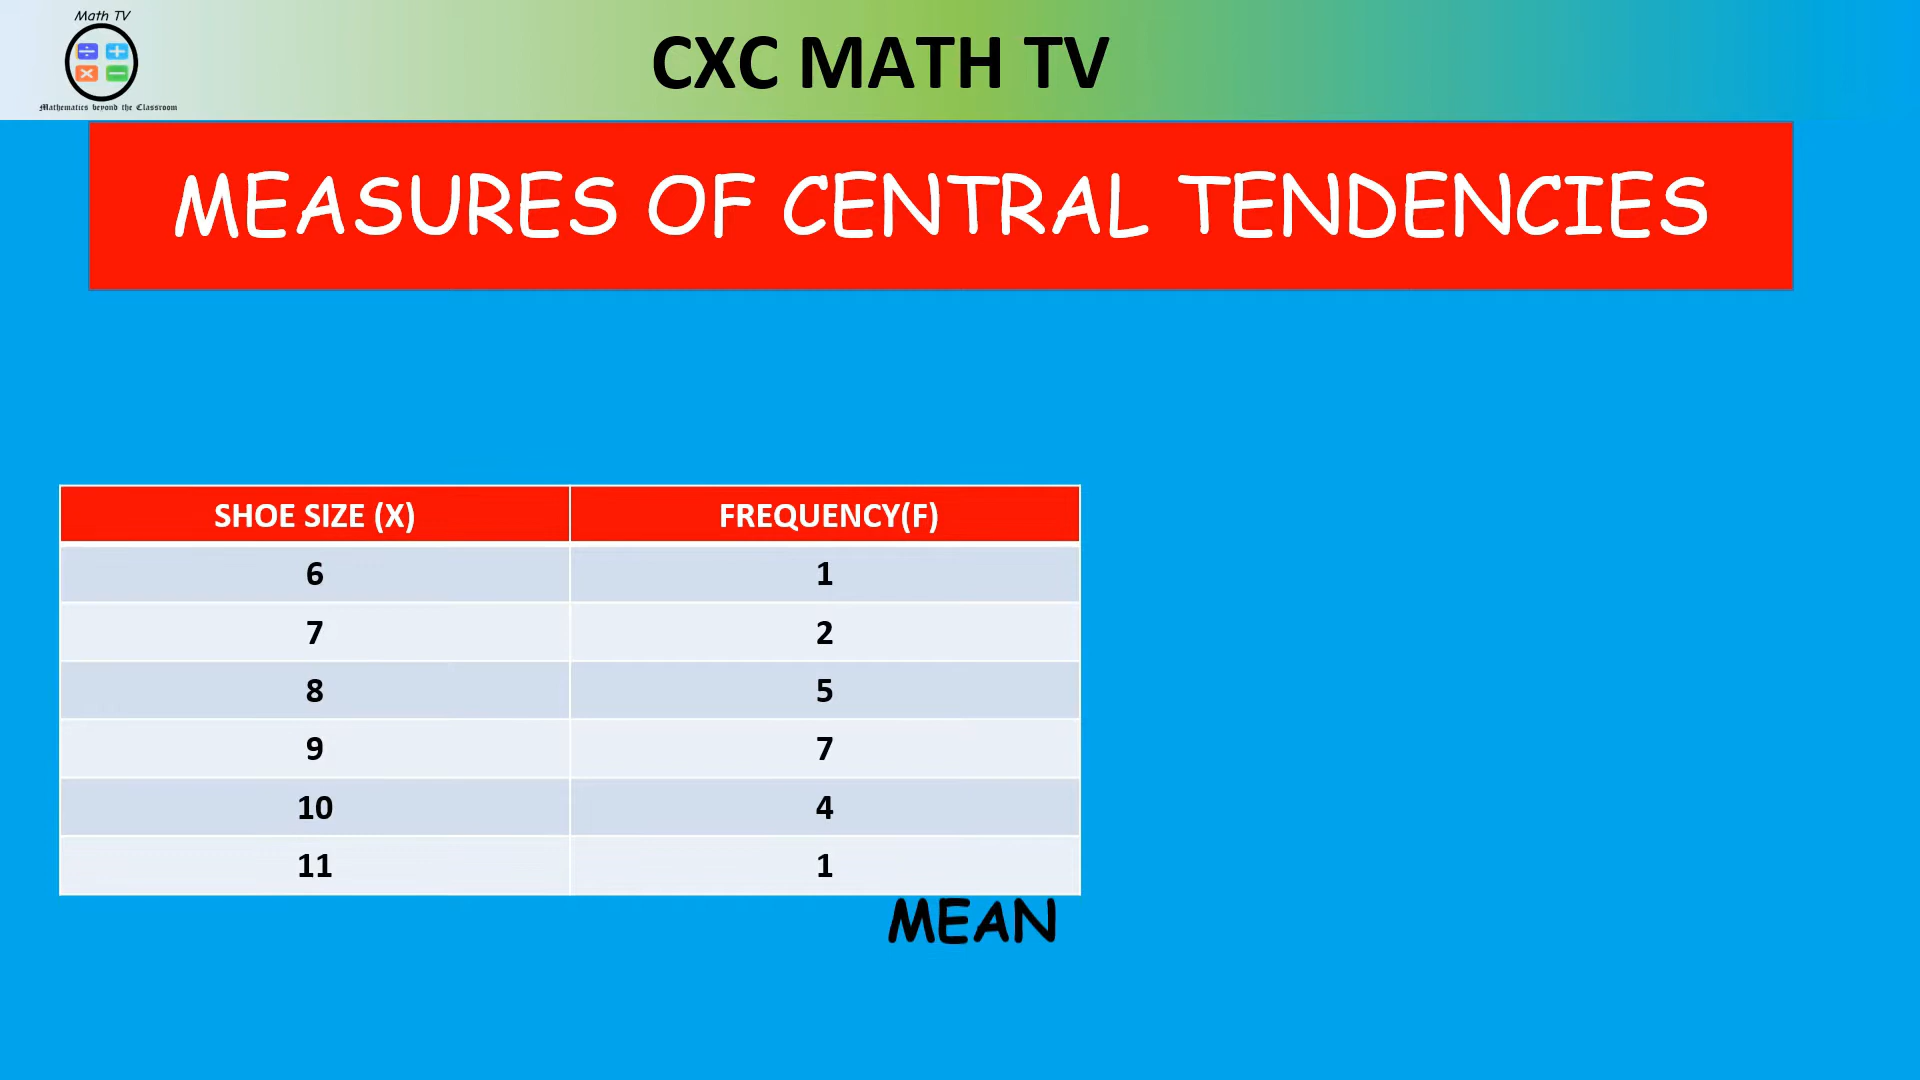 Math TV
Mathematics beyond the Classroom
CXC MATH TV
MEASURES OF CENTRAL TENDENCIES
SHOE SIZE (X) FREQUENCY(F)
6 1
7 2
8 5
9 7
10 4
11 1
MEAN